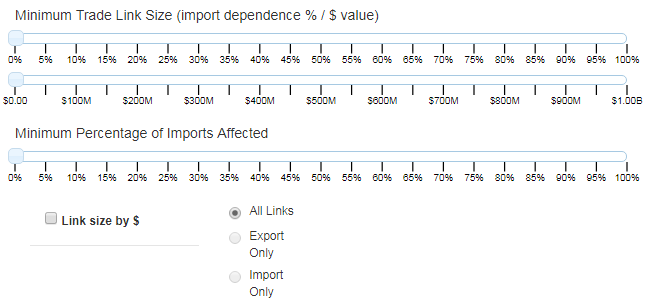 Minimum Trade Link Size (import dependence % / $ value)
0% 5% 10% 15% 20% 25% 30% 35% 40% 45% 50% 55% 60% 65% 70% 75% 80% 85% 90% 95% 100%
$0.00 $100M $200M $300M $400M $500M $600M $700M $800M $900M $1.00B
Minimum Percentage of Imports Affected
0% 5% 10% 15% 20% 25% 30% 35% 40% 45% 50% 55% 60% 65% 70% 75% 80% 85% 90% 95% 100%
Link size by $
All Links
Export
Only
Import
Only